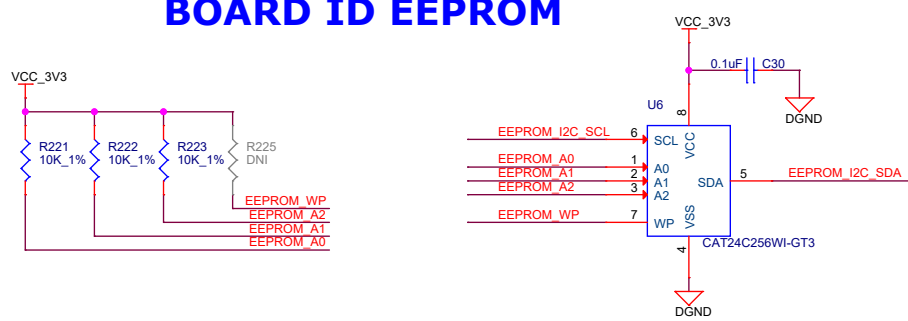 BOARD ID EEPROM
VCC_3V3
R221
10K_1%
R222
10K_1%
R223
10K_1%
R225
DNI
EEPROM_WP
EEPROM_A2
EEPROM_A1
EEPROM_A0
VCC_3V3
0.1uF C30
DGND
U6
8
EEPROM_I2C_SCL 6 SCL VCC
EEPROM_A0 1 A0
EEPROM_A1 2 A1
EEPROM_A2 3 A2
SDA 5 EEPROM_I2C_SDA
EEPROM_WP 7 WP VSS
4
CAT24C256WI-GT3
DGND